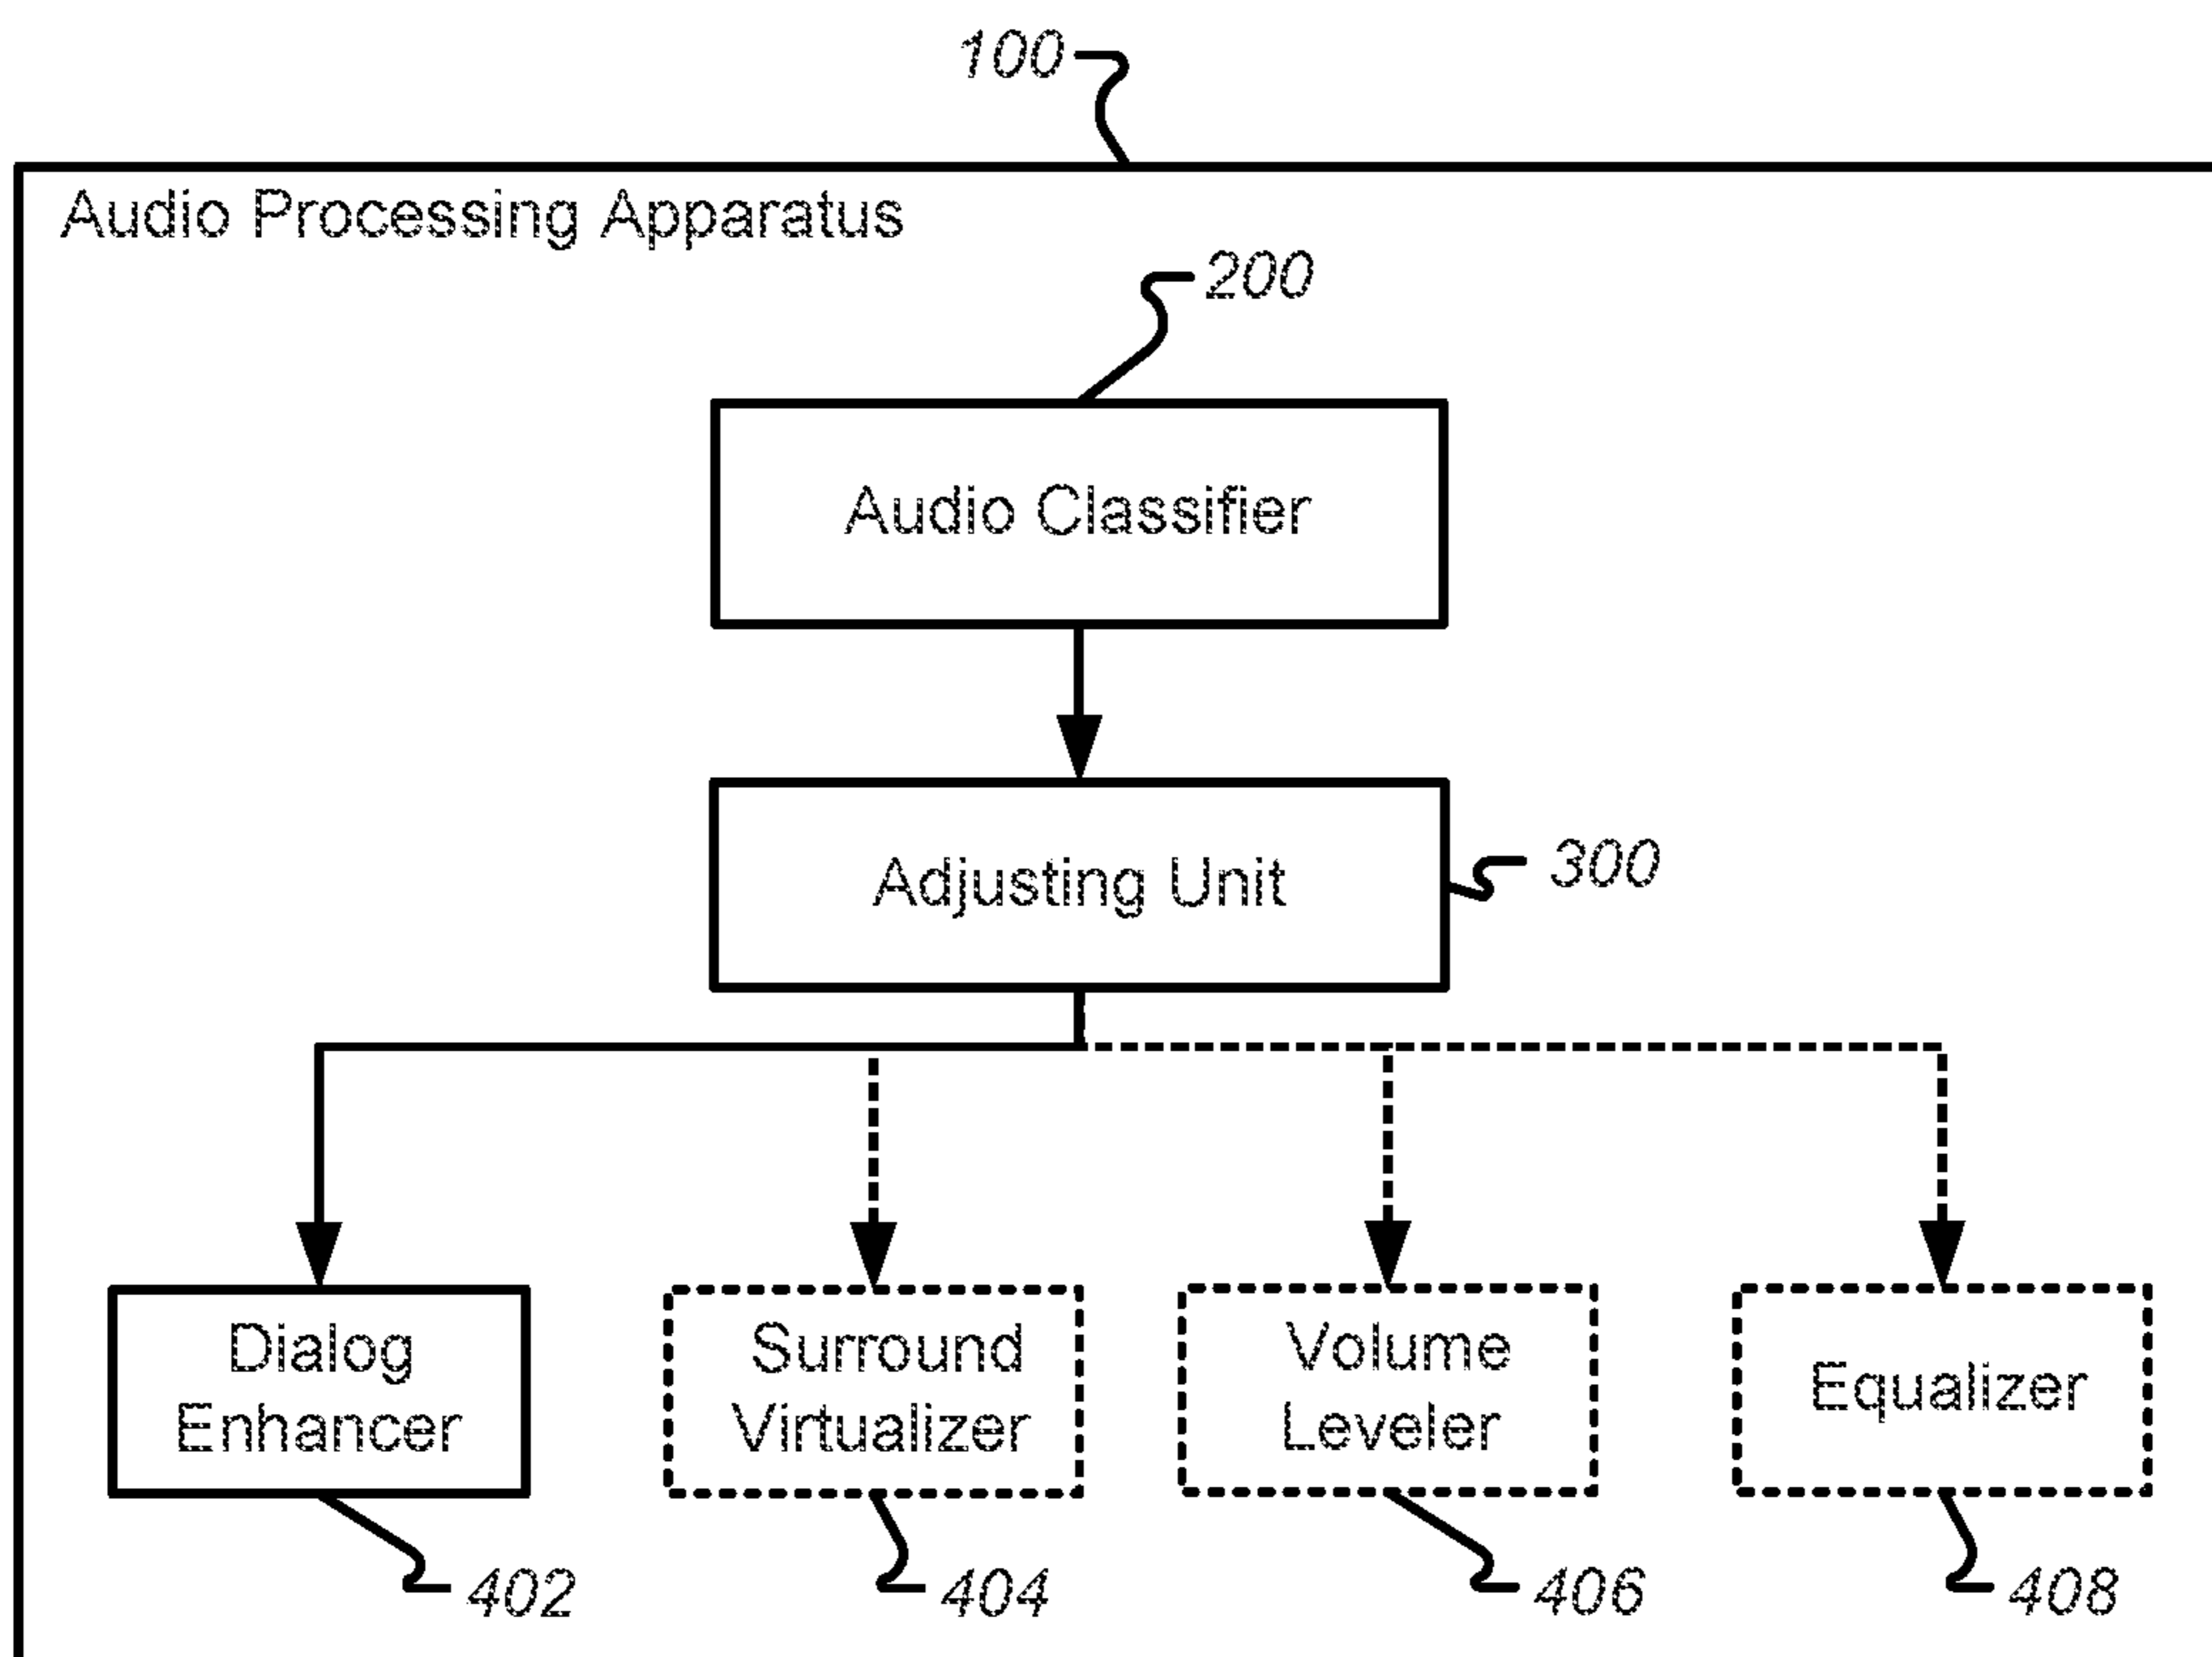 100
Audio Processing Apparatus
200
Audio Classifier
Adjusting Unit
300
Dialog
Enhancer
Surround
Virtualizer
Volume
Leveler
Equalizer
402
404
406
408